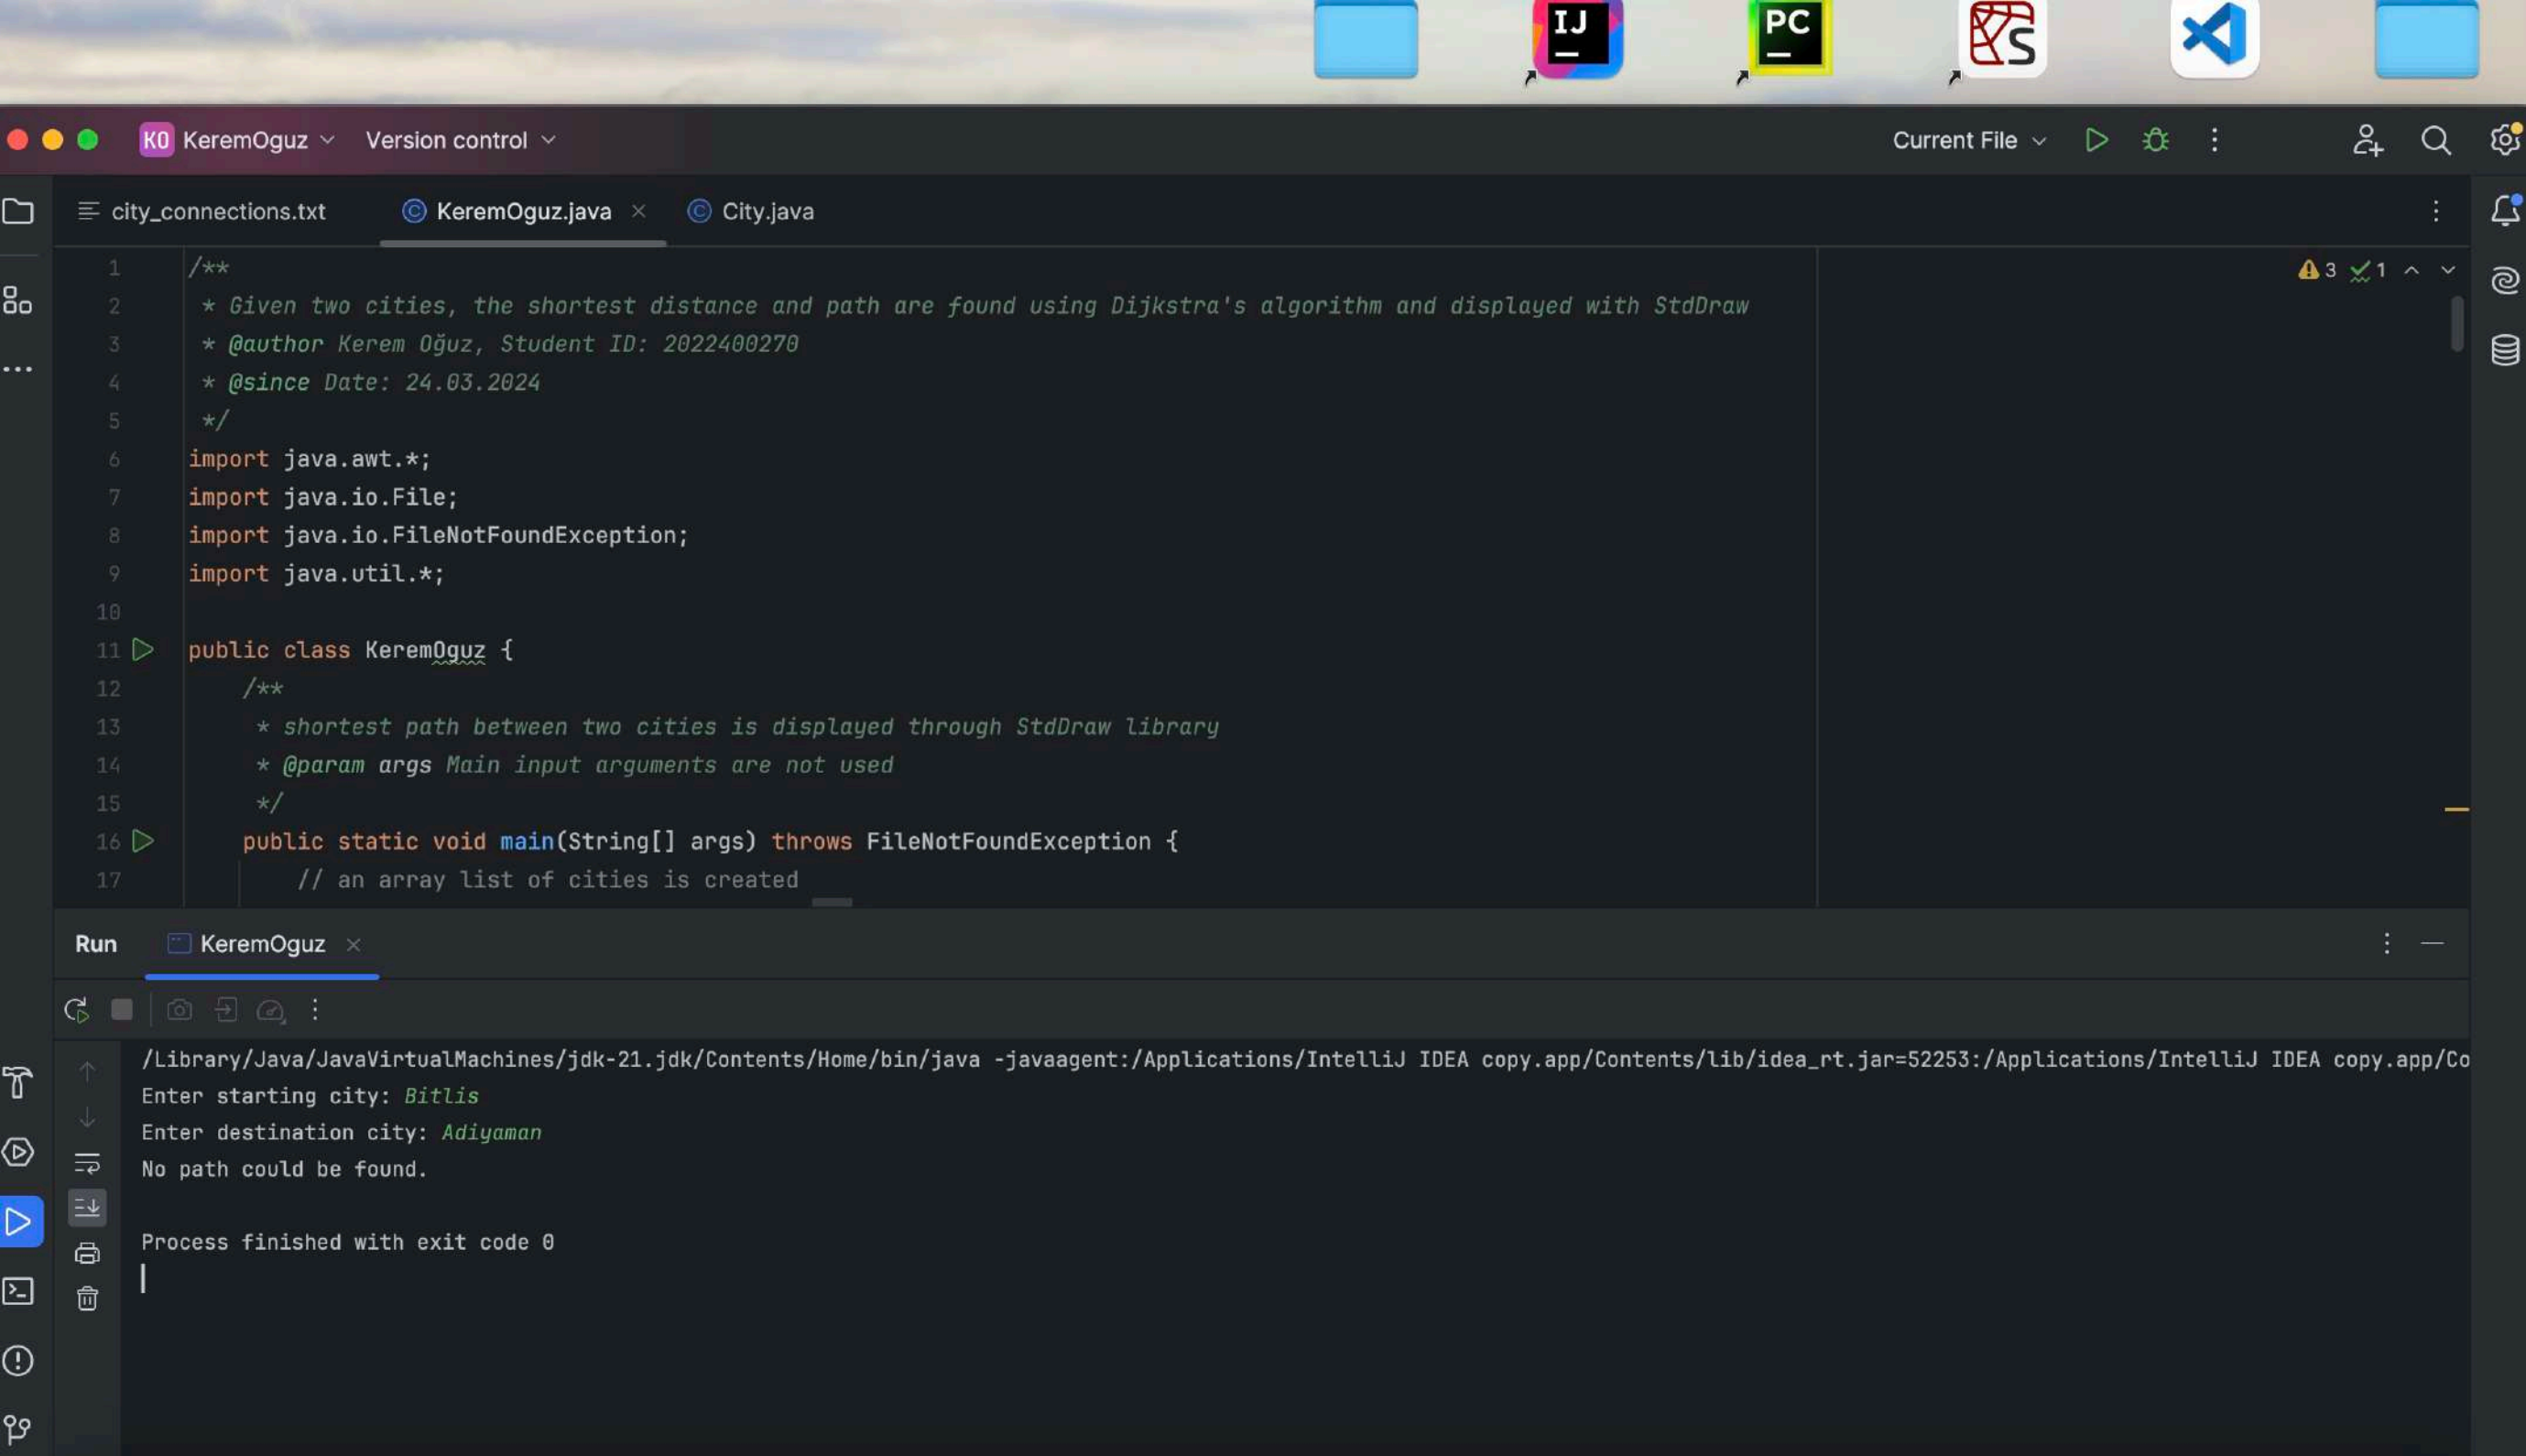 IJ
PC
S
KO KeremOguz Version control Current File
city_connections.txt KeremOguz.java City.java
1 /**
2 * Given two cities, the shortest distance and path are found using Dijkstra's algorithm and displayed with StdDraw
3 * @author Kerem Oğuz, Student ID: 2022400270
4 * @since Date: 24.03.2024
5 */
6 import java.awt.*;
7 import java.io.File;
8 import java.io.FileNotFoundException;
9 import java.util.*;
10
11 public class KeremOguz {
12 /**
13 * shortest path between two cities is displayed through StdDraw library
14 * @param args Main input arguments are not used
15 */
16 public static void main(String[] args) throws FileNotFoundException {
17 // an array list of cities is created
3 1
Run KeremOguz
/Library/Java/JavaVirtualMachines/jdk-21.jdk/Contents/Home/bin/java -javaagent:/Applications/IntelliJ IDEA copy.app/Contents/lib/idea_rt.jar=52253:/Applications/IntelliJ IDEA copy.app/Co
Enter starting city: Bitlis
Enter destination city: Adiyaman
No path could be found.
Process finished with exit code 0